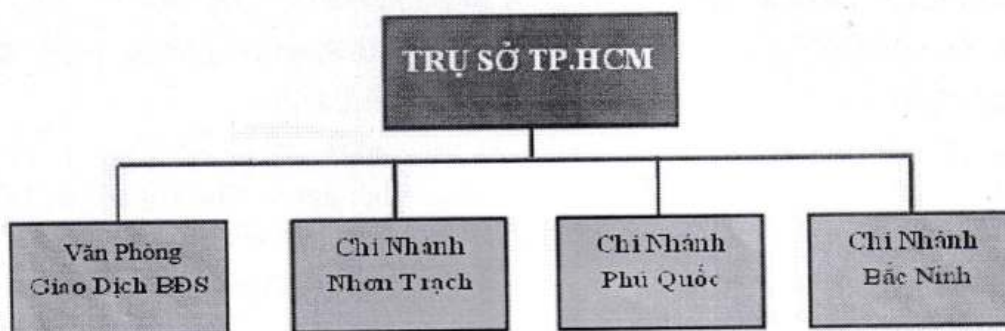 TRỤ SỞ TP.HCM
Văn Phòng
Giao Dịch BĐS
Chi Nhánh
Nhơn Trạch
Chi Nhánh
Phú Quốc
Chi Nhánh
Bắc Ninh